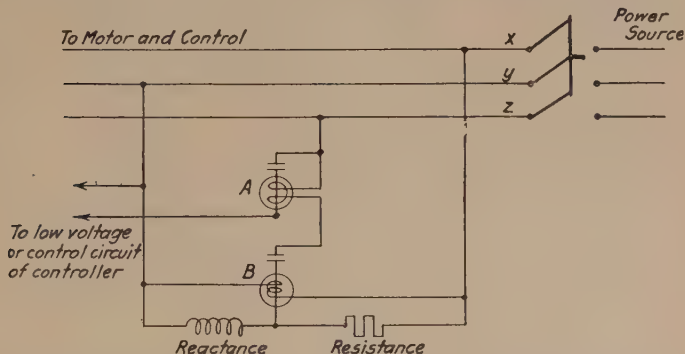 To Motor and Control
x
Power
Source
y
z
A
To low voltage
or control circuit
of controller
B
Reactance
Resistance